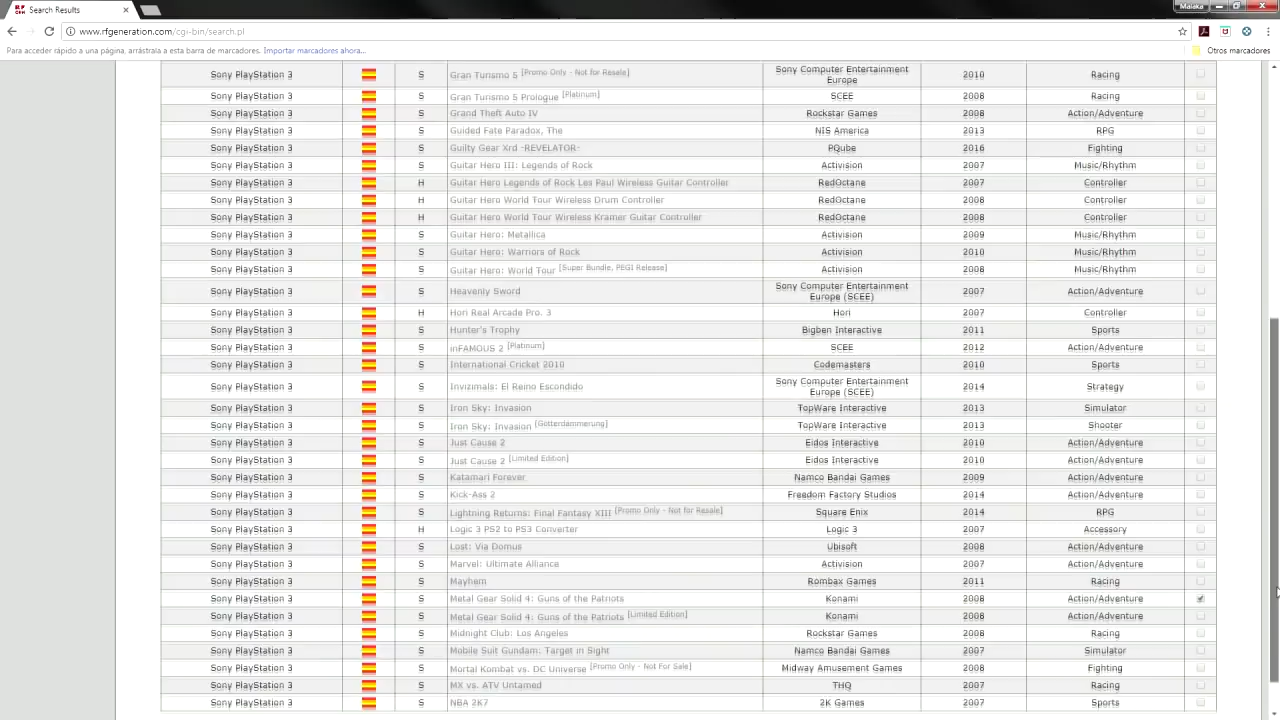 Search Results
Maleka
www.rfgeneration.com/cgi-bin/search.pl
Para acceder rápido a una página, arrástrala a esta barra de marcadores. Importar marcadores ahora... Otros marcadores
Sony PlayStation 3 S Gran Turismo 5 [Promo Only - Not for Resale] Sony Computer Entertainment Europe 2010 Racing
Sony PlayStation 3 S Gran Turismo 5 Prologue [Platinum] SCEE 2008 Racing
Sony PlayStation 3 S Grand Theft Auto IV Rockstar Games 2008 Action/Adventure
Sony PlayStation 3 S Guided Fate Paradox, The NIS America 2013 RPG
Sony PlayStation 3 S Guilty Gear Xrd -REVELATOR- PQube 2016 Fighting
Sony PlayStation 3 S Guitar Hero III: Legends of Rock Activision 2007 Music/Rhythm
Sony PlayStation 3 H Guitar Hero Legends of Rock Les Paul Wireless Guitar Controller RedOctane 2007 Controller
Sony PlayStation 3 H Guitar Hero World Tour Wireless Drum Controller RedOctane 2008 Controller
Sony PlayStation 3 H Guitar Hero World Tour Wireless Kramer Guitar Controller RedOctane 2008 Controller
Sony PlayStation 3 S Guitar Hero: Metallica Activision 2009 Music/Rhythm
Sony PlayStation 3 S Guitar Hero: Warriors of Rock Activision 2010 Music/Rhythm
Sony PlayStation 3 S Guitar Hero: World Tour [Super Bundle, PEGI Release] Activision 2008 Music/Rhythm
Sony PlayStation 3 S Heavenly Sword Sony Computer Entertainment Europe (SCEE) 2007 Action/Adventure
Sony PlayStation 3 H Hori Real Arcade Pro. 3 Hori 2007 Controller
Sony PlayStation 3 S Hunter's Trophy Bigben Interactive 2011 Sports
Sony PlayStation 3 S inFAMOUS 2 [Platinum] SCEE 2012 Action/Adventure
Sony PlayStation 3 S International Cricket 2010 Codemasters 2010 Sports
Sony PlayStation 3 S Invizimals: El Reino Escondido Sony Computer Entertainment Europe (SCEE) 2014 Strategy
Sony PlayStation 3 S Iron Sky: Invasion TopWare Interactive 2013 Simulator
Sony PlayStation 3 S Iron Sky: Invasion [Götterdämmerung] TopWare Interactive 2013 Shooter
Sony PlayStation 3 S Just Cause 2 Eidos Interactive 2010 Action/Adventure
Sony PlayStation 3 S Just Cause 2 [Limited Edition] Eidos Interactive 2010 Action/Adventure
Sony PlayStation 3 S Katamari Forever Namco Bandai Games 2009 Action/Adventure
Sony PlayStation 3 S Kick-Ass 2 Freedom Factory Studios 2014 Action/Adventure
Sony PlayStation 3 S Lightning Returns: Final Fantasy XIII [Promo Only - Not for Resale] Square Enix 2014 RPG
Sony PlayStation 3 H Logic 3 PS2 to PS3 Converter Logic 3 2007 Accessory
Sony PlayStation 3 S Lost: Via Domus Ubisoft 2008 Action/Adventure
Sony PlayStation 3 S Marvel: Ultimate Alliance Activision 2007 Action/Adventure
Sony PlayStation 3 S Mayhem Rombax Games 2011 Racing
Sony PlayStation 3 S Metal Gear Solid 4: Guns of the Patriots Konami 2008 Action/Adventure
Sony PlayStation 3 S Metal Gear Solid 4: Guns of the Patriots [Limited Edition] Konami 2008 Action/Adventure
Sony PlayStation 3 S Midnight Club: Los Angeles Rockstar Games 2008 Racing
Sony PlayStation 3 S Mobile Suit Gundam: Target in Sight Namco Bandai Games 2007 Simulator
Sony PlayStation 3 S Mortal Kombat vs. DC Universe [Promo Only - Not For Sale] Midway Amusement Games 2008 Fighting
Sony PlayStation 3 S MX vs. ATV Untamed THQ 2007 Racing
Sony PlayStation 3 S NBA 2K7 2K Games 2007 Sports